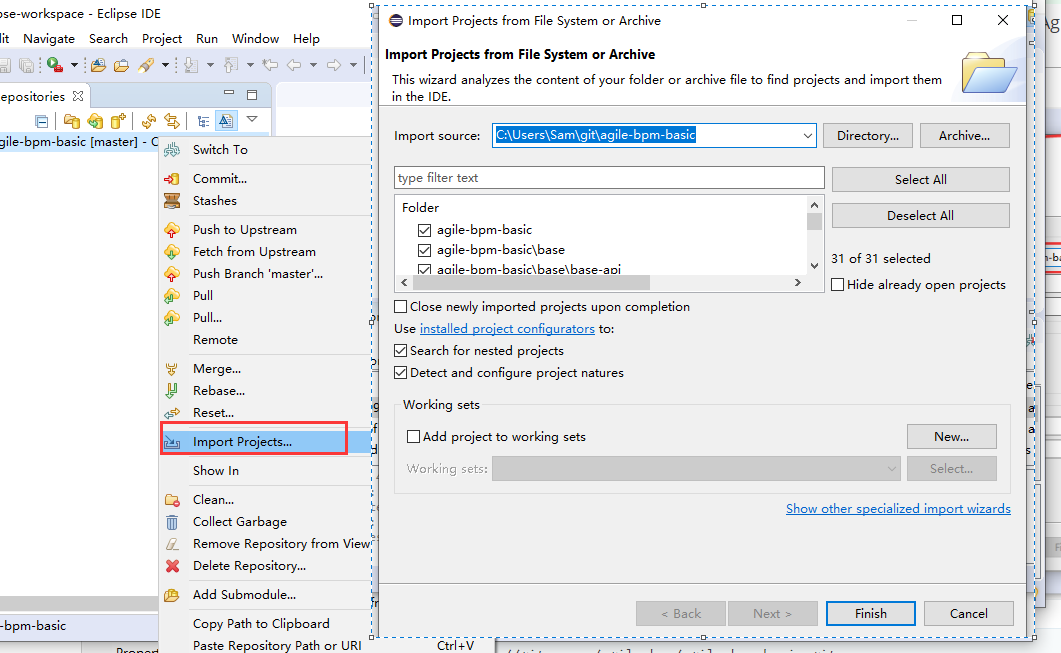 pse-workspace - Eclipse IDE
dit Navigate Search Project Run Window Help
epositories
gile-bpm-basic [master] - C
Switch To
Commit...
Stashes
Push to Upstream
Fetch from Upstream
Push Branch 'master'...
Pull
Pull...
Remote
Merge...
Rebase...
Reset...
Import Projects...
Show In
Clean...
Collect Garbage
Remove Repository from View
Delete Repository...
Add Submodule...
Copy Path to Clipboard
Paste Repository Path or URI Ctrl+V
-bpm-basic
Import Projects from File System or Archive
Import Projects from File System or Archive
This wizard analyzes the content of your folder or archive file to find projects and import them
in the IDE.
Import source: C:\Users\Sam\git\agile-bpm-basic Directory... Archive...
type filter text
Select All
Folder
Deselect All
agile-bpm-basic
agile-bpm-basic\base
agile-bpm-basic\base\base-api
31 of 31 selected
Hide already open projects
Close newly imported projects upon completion
Use installed project configurators to:
Search for nested projects
Detect and configure project natures
Working sets
Add project to working sets New...
Working sets: Select...
Show other specialized import wizards
< Back Next > Finish Cancel